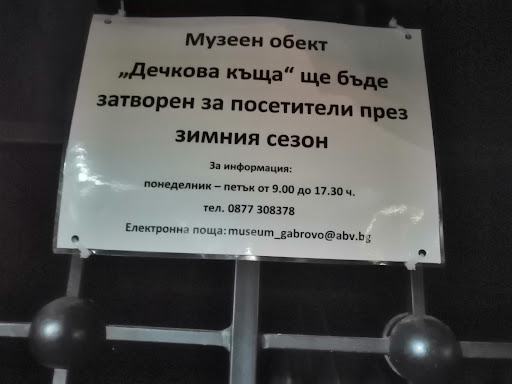 Музеен обект
„Дечкова къща“ ще бъде
затворен за посетители през
зимния сезон
За информация:
понеделник – петък от 9.00 до 17.30 ч.
тел. 0877 308378
Електронна поща: museum_gabrovo@abv.bg